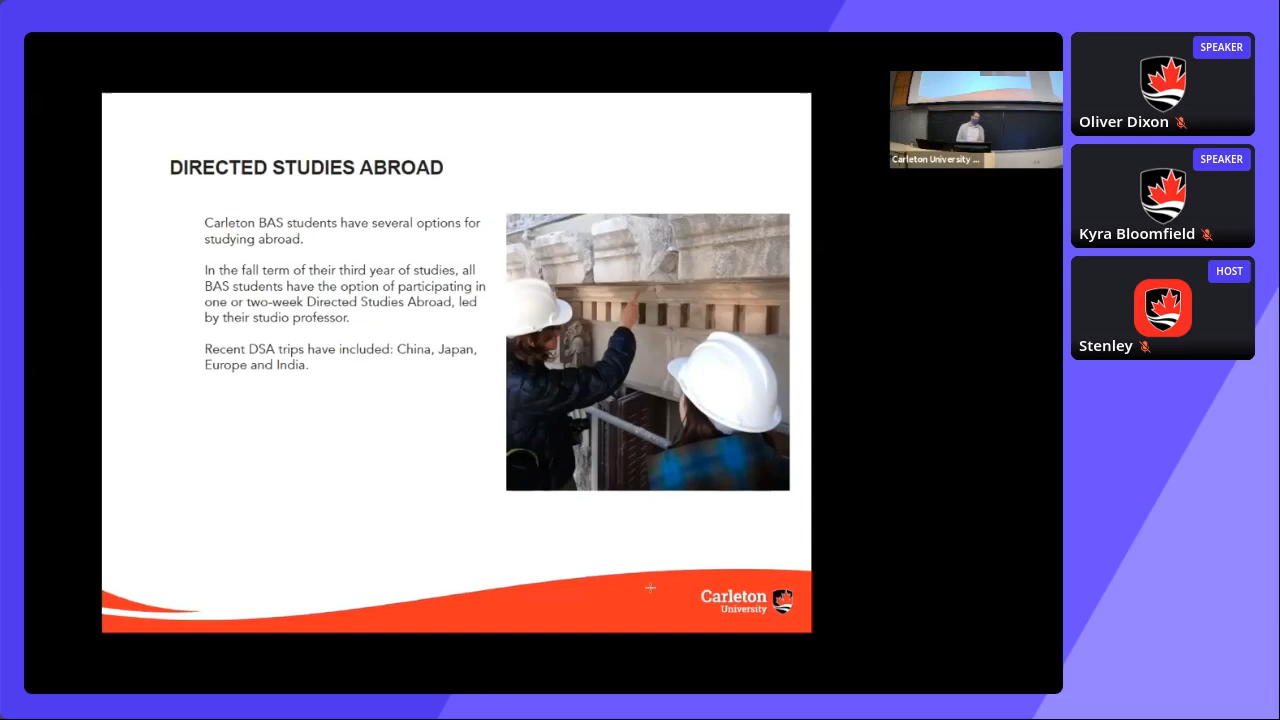 DIRECTED STUDIES ABROAD
Carleton BAS students have several options for
studying abroad.
In the fall term of their third year of studies, all
BAS students have the option of participating in
one or two-week Directed Studies Abroad, led
by their studio professor.
Recent DSA trips have included: China, Japan,
Europe and India.
Carleton
University
Carleton University ...
SPEAKER
Oliver Dixon
SPEAKER
Kyra Bloomfield
HOST
Stenley